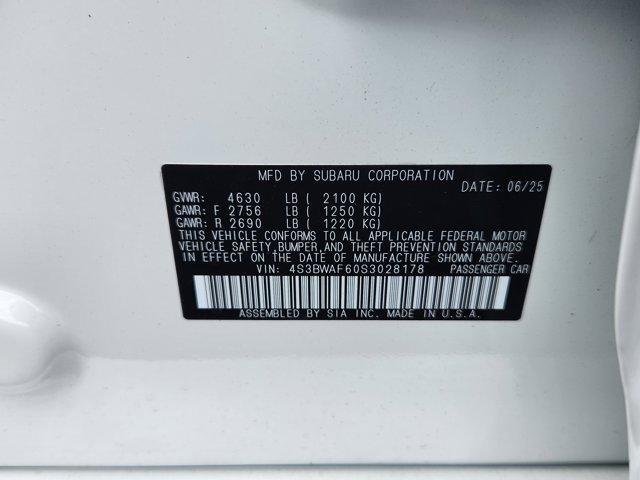 MFD BY SUBARU CORPORATION
DATE: 06/25
GVWR: 4630 LB ( 2100 KG)
GAWR: F 2756 LB ( 1250 KG)
GAWR: R 2690 LB ( 1220 KG)
THIS VEHICLE CONFORMS TO ALL APPLICABLE FEDERAL MOTOR
VEHICLE SAFETY, BUMPER, AND THEFT PREVENTION STANDARDS
IN EFFECT ON THE DATE OF MANUFACTURE SHOWN ABOVE.
VIN: 4S3BWAF60S3028178 PASSENGER CAR
ASSEMBLED BY SIA INC. MADE IN U.S.A.